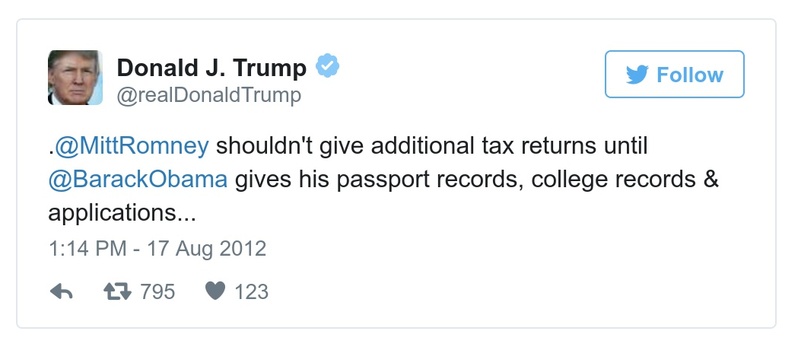 Donald J. Trump
@realDonaldTrump
Follow
.@MittRomney shouldn't give additional tax returns until
@BarackObama gives his passport records, college records &
applications...
1:14 PM - 17 Aug 2012
795 123